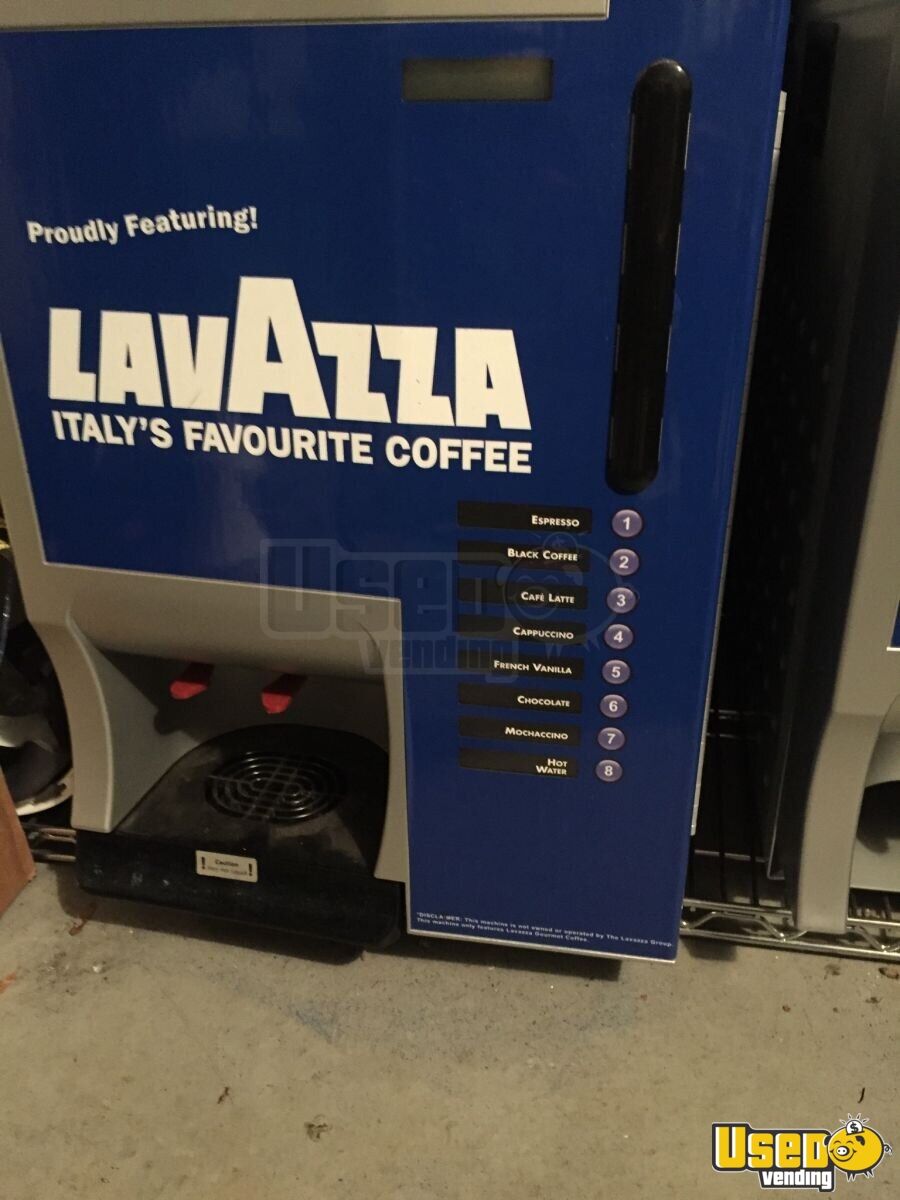 Proudly Featuring!
LAVAZZA
ITALY'S FAVOURITE COFFEE
ESPRESSO 1
BLACK COFFEE 2
CAFÉ LATTE 3
CAPPUCCINO 4
FRENCH VANILLA 5
CHOCOLATE 6
MOCHACCINO 7
HOT
WATER 8
USED
vending
! Caution !
*DISCLAIMER: This machine is not owned or operated by The Lavazza Group.
This machine only features Lavazza Gourmet Coffee.
USED
vending